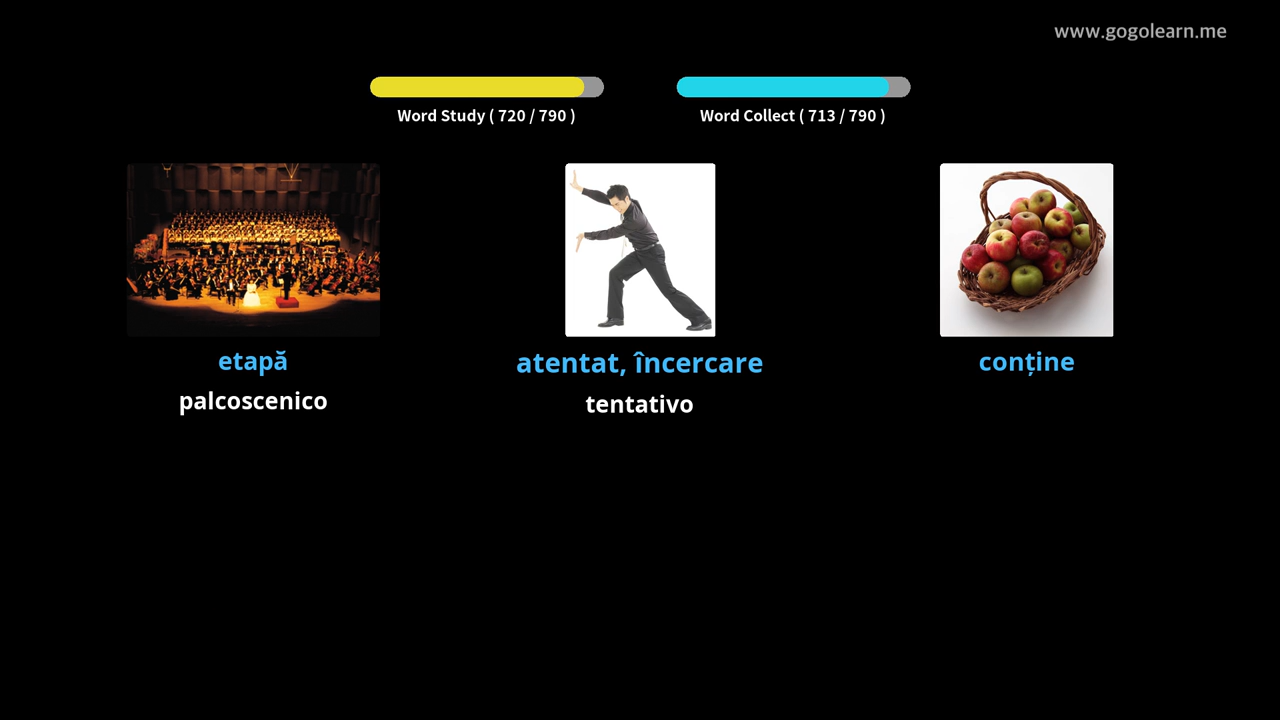 www.gogolearn.me
Word Study ( 720 / 790 )
Word Collect ( 713 / 790 )
etapă
atentat, încercare
conține
palcoscenico
tentativo